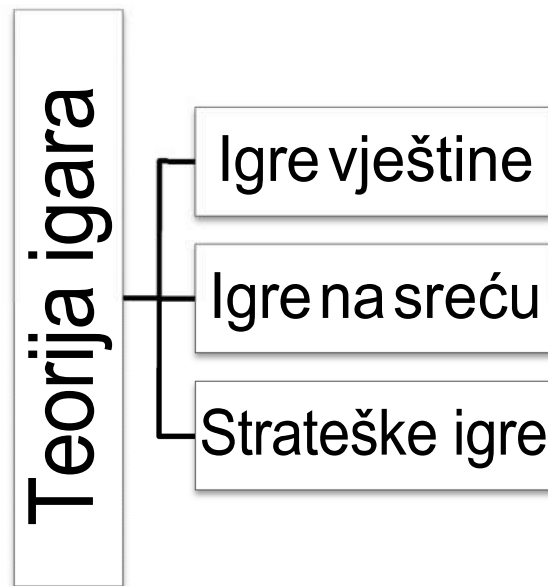 Teorija igara
Igre vještine
Igre na sreću
Strateške igre